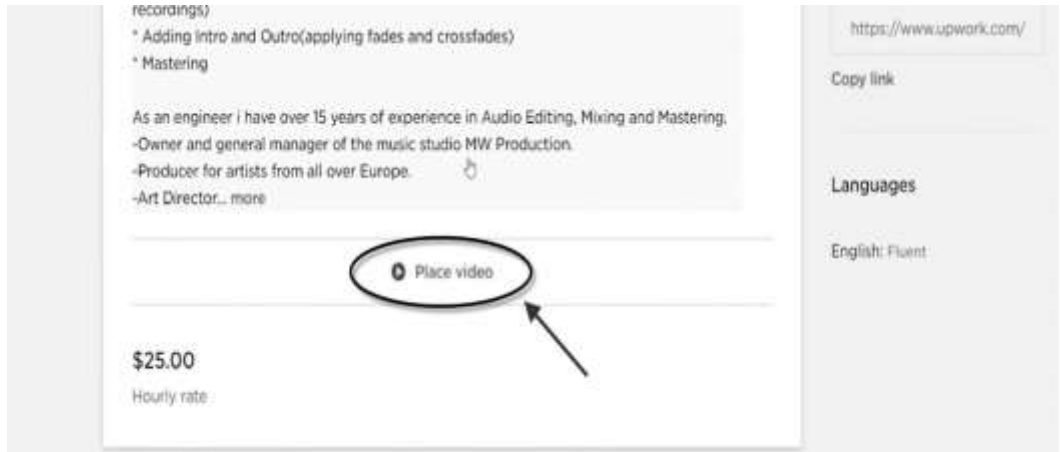 recordings)
* Adding Intro and Outro(applying fades and crossfades)
* Mastering
As an engineer i have over 15 years of experience in Audio Editing, Mixing and Mastering.
-Owner and general manager of the music studio MW Production.
-Producer for artists from all over Europe.
-Art Director... more
Place video
$25.00
Hourly rate
https://www.upwork.com/
Copy link
Languages
English: Fluent